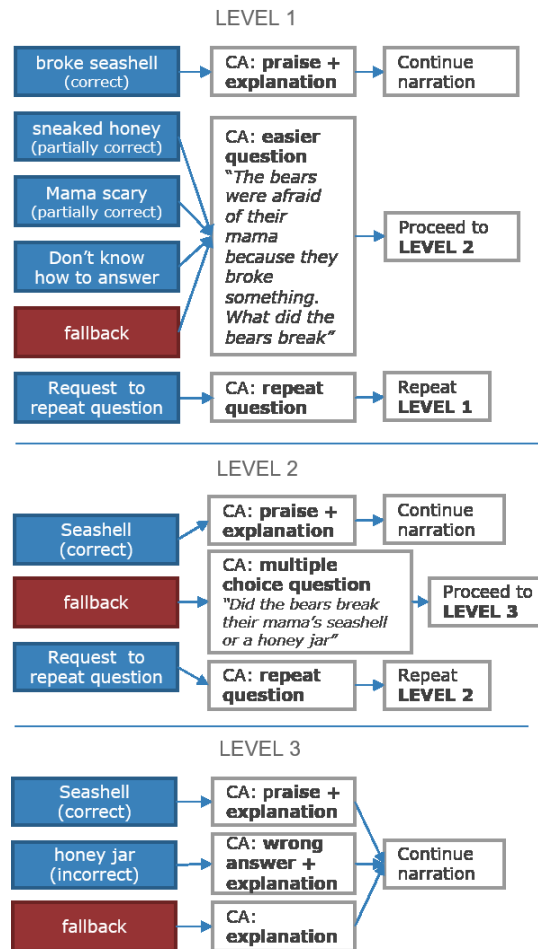 LEVEL 1
broke seashell
(correct)
CA: praise +
explanation
Continue
narration
sneaked honey
(partially correct)
Mama scary
(partially correct)
Don't know
how to answer
fallback
CA: easier
question
"The bears
were afraid
of their
mama
because they
broke
something.
What did the
bears break"
Proceed to
LEVEL 2
Request to
repeat question
CA: repeat
question
Repeat
LEVEL 1
LEVEL 2
Seashell
(correct)
CA: praise +
explanation
Continue
narration
fallback
CA: multiple
choice question
"Did the bears break
their mama's seashell
or a honey jar"
Proceed to
LEVEL 3
Request to
repeat question
CA: repeat
question
Repeat
LEVEL 2
LEVEL 3
Seashell
(correct)
CA: praise +
explanation
honey jar
(incorrect)
CA: wrong
answer +
explanation
Continue
narration
fallback
CA:
explanation